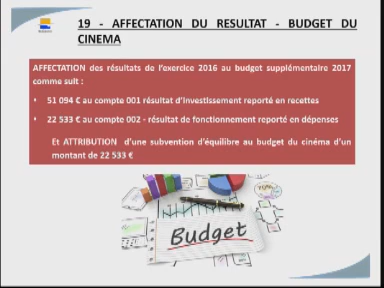 19 - AFFECTATION DU RESULTAT - BUDGET DU
CINEMA
AFFECTATION des résultats de l'exercice 2016 au budget supplémentaire 2017
comme suit :
• 51 094 € au compte 001 résultat d'investissement reporté en recettes
• 22 533 € au compte 002 - résultat de fonctionnement reporté en dépenses
Et ATTRIBUTION d'une subvention d'équilibre au budget du cinéma d'un
montant de 22 533 €
Budget